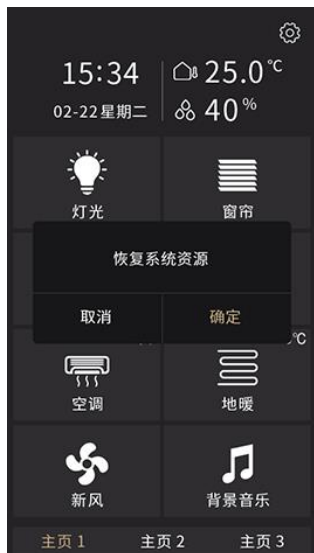 15:34
25.0℃
02-22星期二
40%
灯光
窗帘
恢复系统资源
取消
确定
℃
空调
地暖
新风
背景音乐
主页1
主页2
主页3